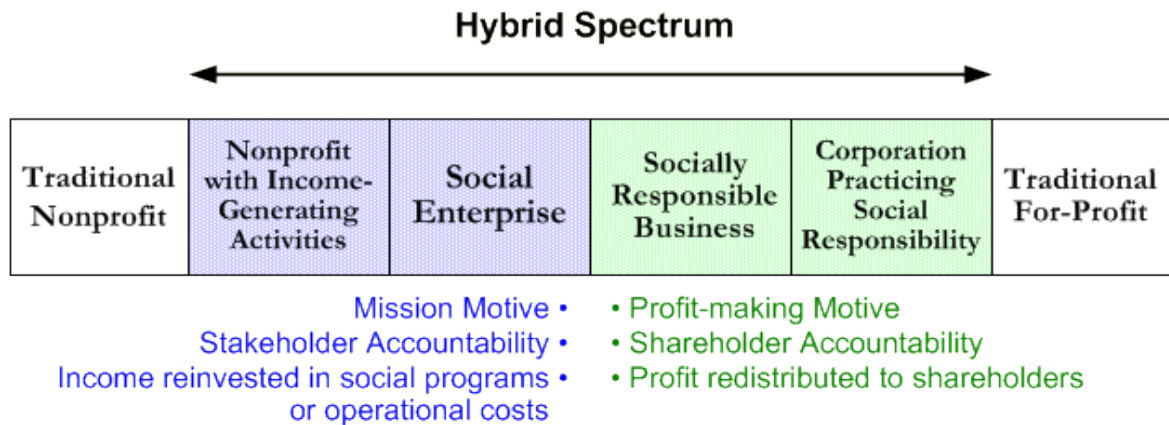 Hybrid Spectrum
Traditional
Nonprofit
Nonprofit
with Income-
Generating
Activities
Social
Enterprise
Socially
Responsible
Business
Corporation
Practicing
Social
Responsibility
Traditional
For-Profit
Mission Motive •
Stakeholder Accountability •
Income reinvested in social programs •
or operational costs
• Profit-making Motive
• Shareholder Accountability
• Profit redistributed to shareholders